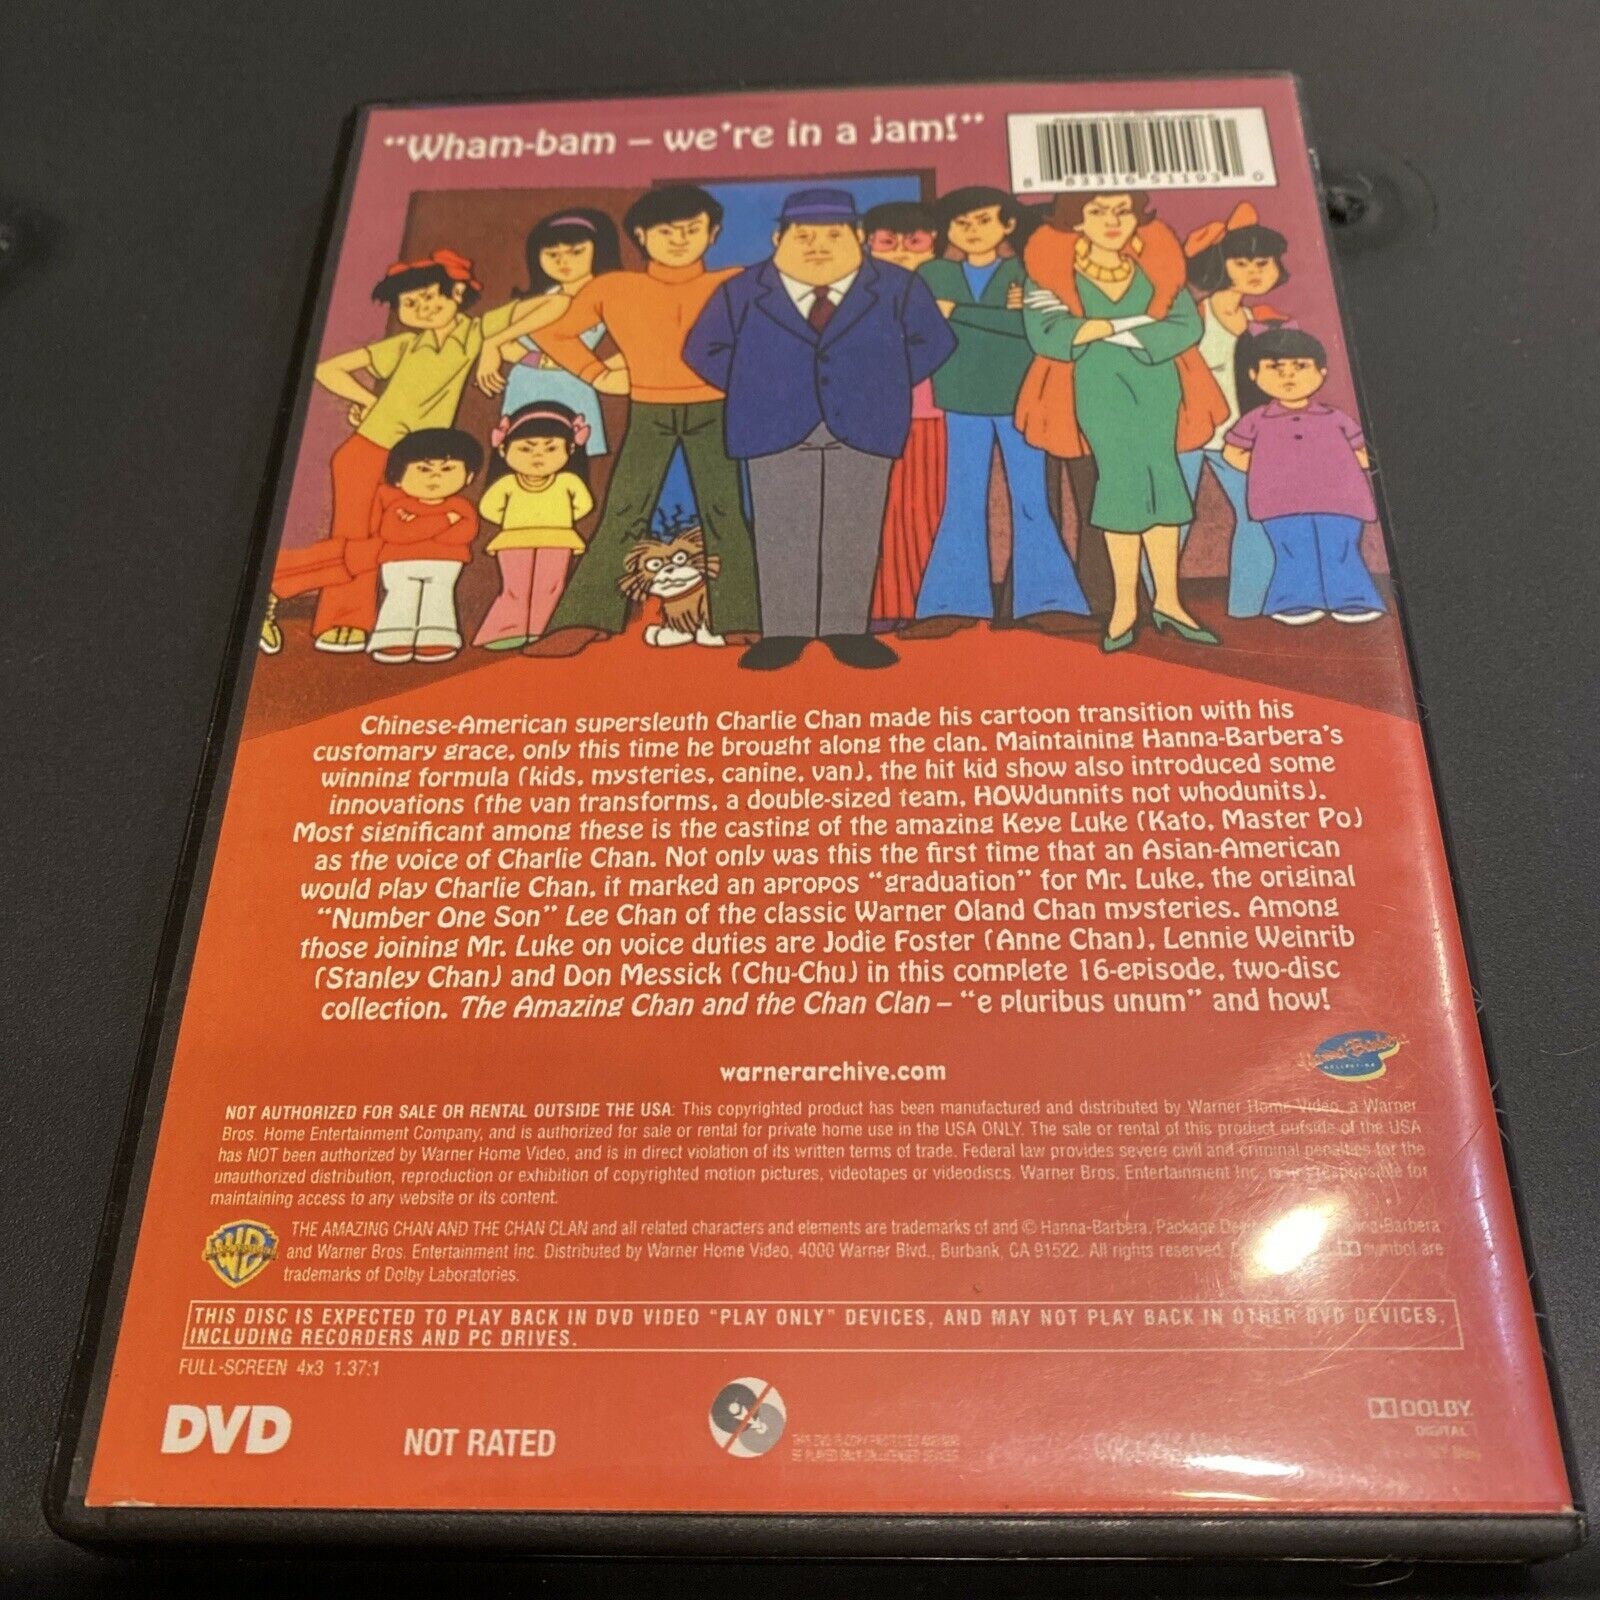 "Wham-bam – we're in a jam!"
8 83316 51193 0
Chinese-American supersleuth Charlie Chan made his cartoon transition with his
customary grace, only this time he brought along the clan. Maintaining Hanna-Barbera's
winning formula (kids, mysteries, canine, van), the hit kid show also introduced some
innovations (the van transforms, a double-sized team, HOWdunnits not whodunits).
Most significant among these is the casting of the amazing Keye Luke (Kato, Master Po)
as the voice of Charlie Chan. Not only was this the first time that an Asian-American
would play Charlie Chan, it marked an apropos "graduation" for Mr. Luke, the original
"Number One Son" Lee Chan of the classic Warner Oland Chan mysteries. Among
those joining Mr. Luke on voice duties are Jodie Foster (Anne Chan), Lennie Weinrib
(Stanley Chan) and Don Messick (Chu-Chu) in this complete 16-episode, two-disc
collection. The Amazing Chan and the Chan Clan – "e pluribus unum" and how!
warnerarchive.com
Hanna-Barbera
COLLECTION
NOT AUTHORIZED FOR SALE OR RENTAL OUTSIDE THE USA: This copyrighted product has been manufactured and distributed by Warner Home Video, a Warner
Bros. Home Entertainment Company, and is authorized for sale or rental for private home use in the USA ONLY. The sale or rental of this product outside of the USA
has NOT been authorized by Warner Home Video, and is in direct violation of its written terms of trade. Federal law provides severe civil and criminal penalties for the
unauthorized distribution, reproduction or exhibition of copyrighted motion pictures, videotapes or videodiscs. Warner Bros. Entertainment Inc. responsible for
maintaining access to any website or its content.
WB
THE AMAZING CHAN AND THE CHAN CLAN and all related characters and elements are trademarks of and © Hanna-Barbera. Package Hanna-Barbera
and Warner Bros. Entertainment Inc. Distributed by Warner Home Video, 4000 Warner Blvd., Burbank, CA 91522. All rights reserved. symbol are
trademarks of Dolby Laboratories.
THIS DISC IS EXPECTED TO PLAY BACK IN DVD VIDEO "PLAY ONLY" DEVICES, AND MAY NOT PLAY BACK IN OTHER DVD DEVICES,
INCLUDING RECORDERS AND PC DRIVES.
FULL-SCREEN 4x3 1.37:1
DVD
NOT RATED
DOLBY
DIGITAL